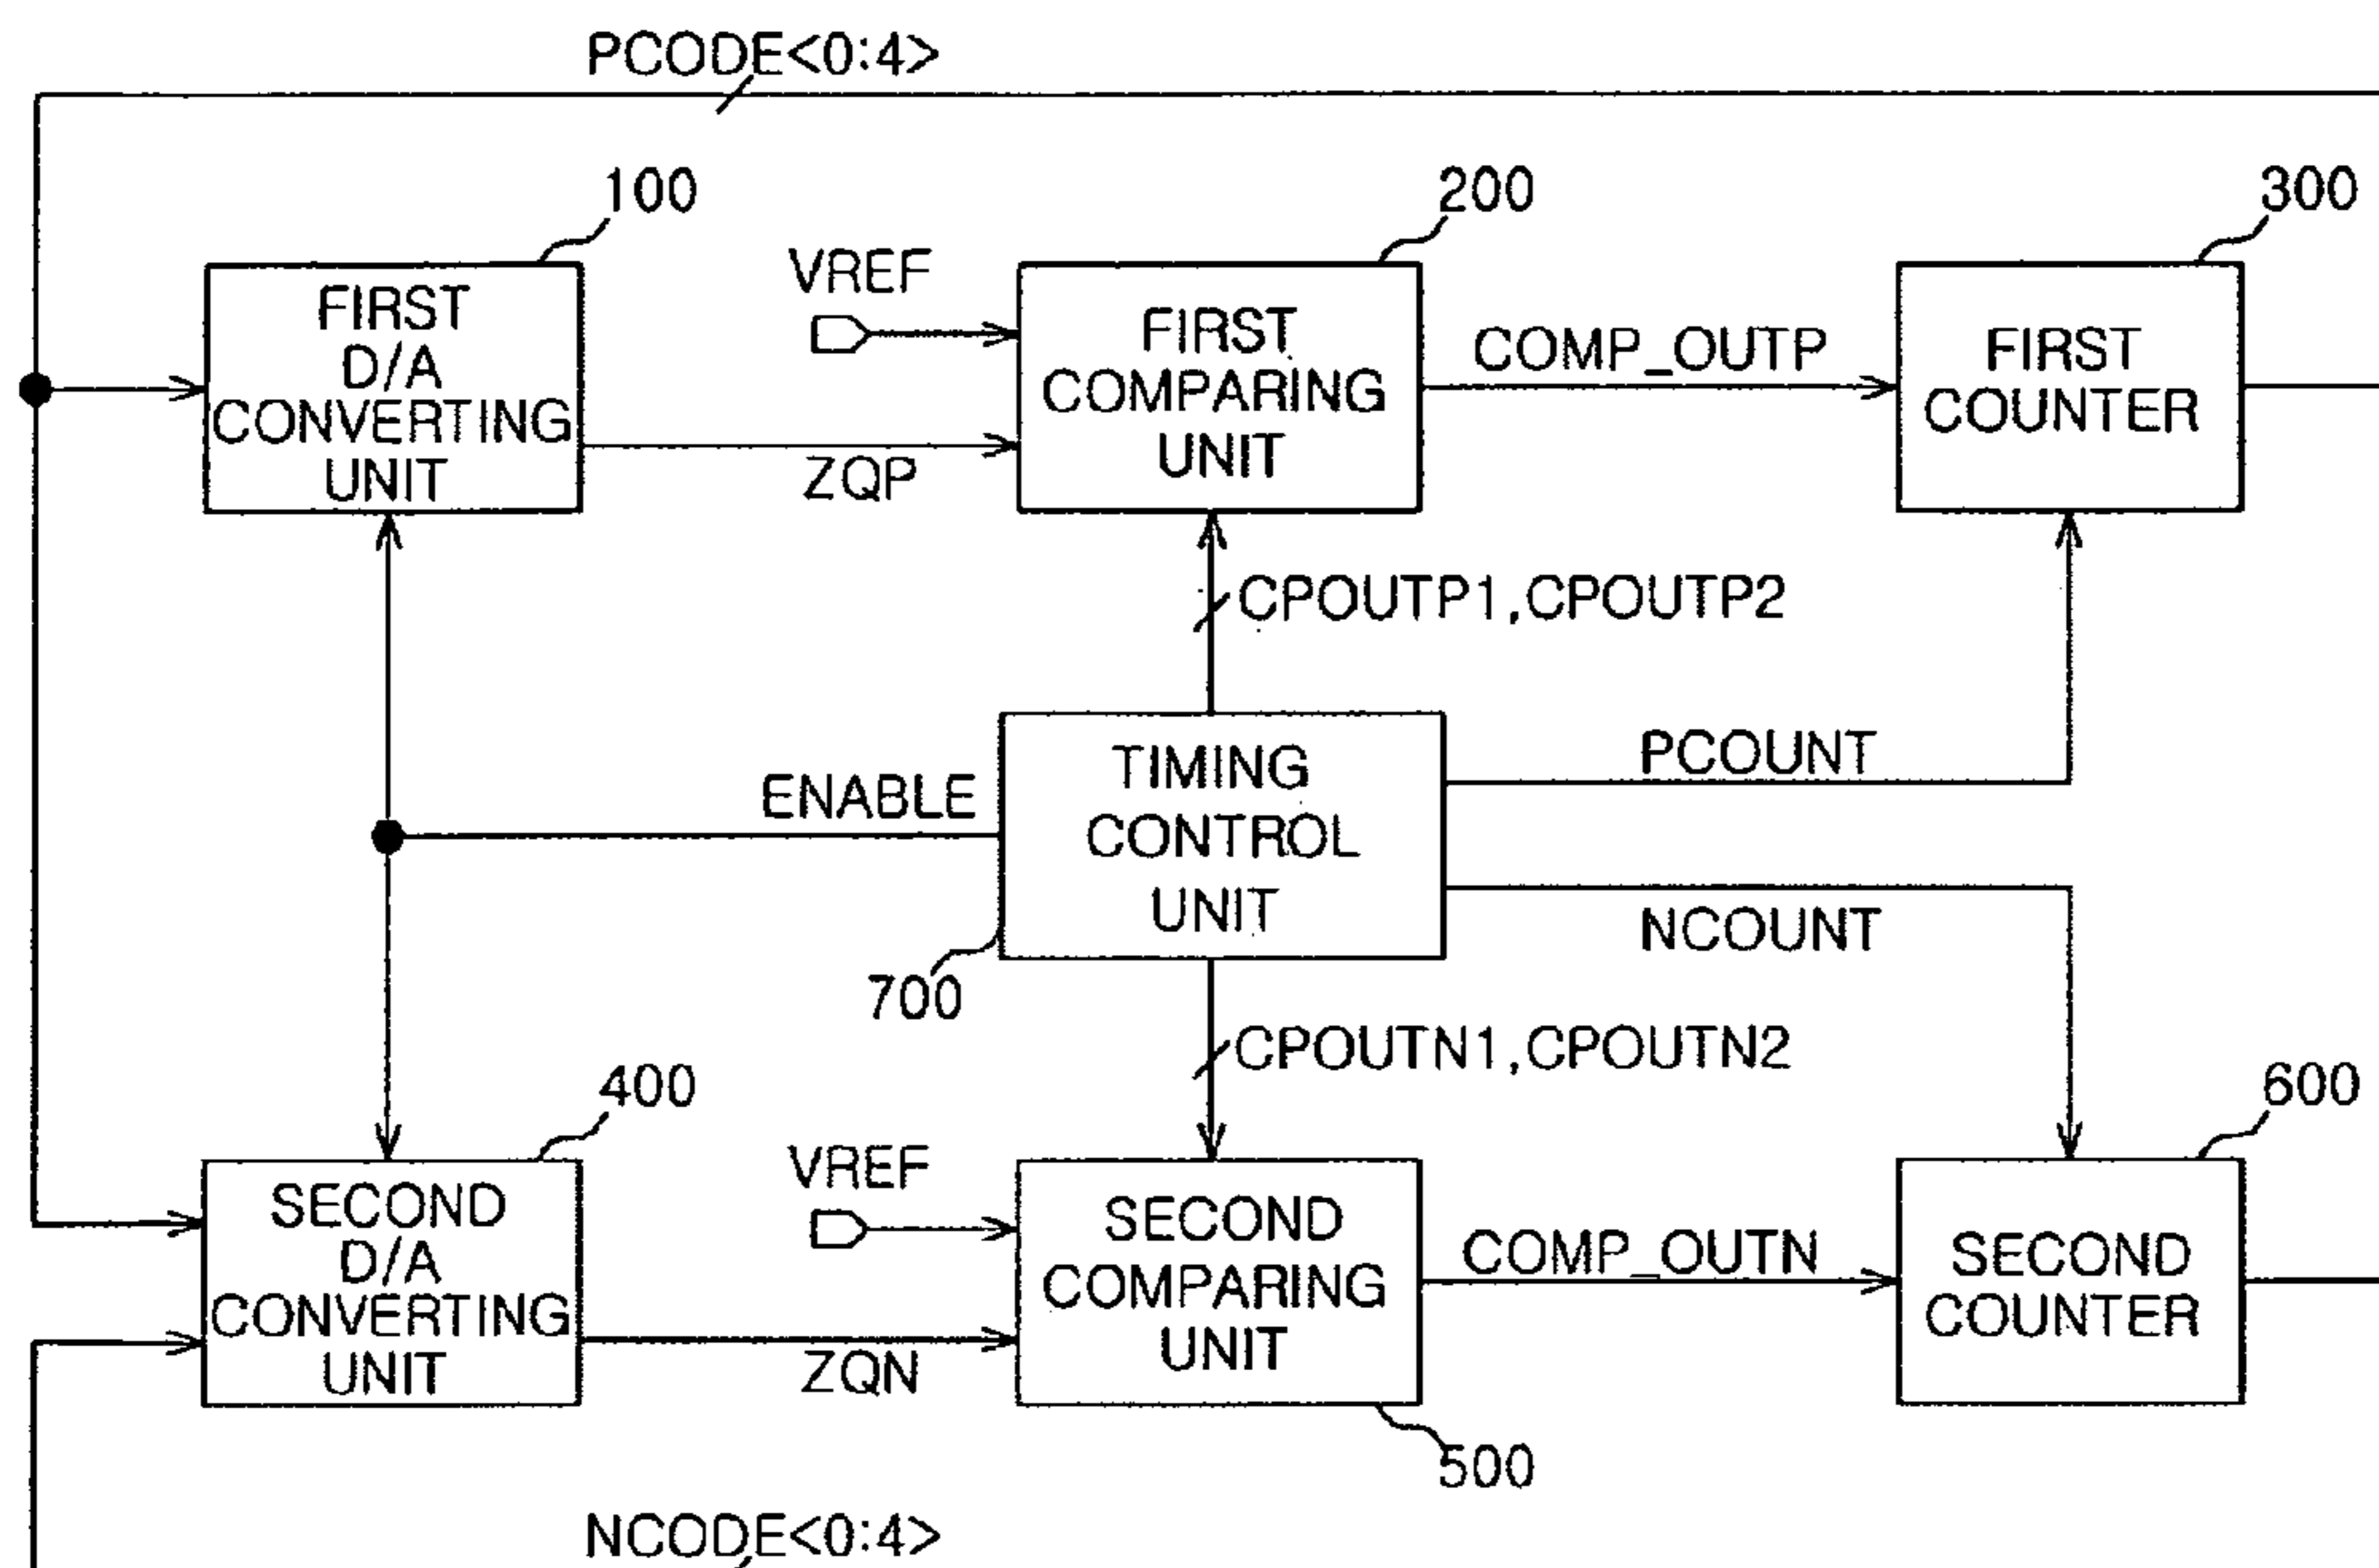 PCODE<0:4>
100
200
300
FIRST
D/A
CONVERTING
UNIT
VREF
ZQP
FIRST
COMPARING
UNIT
COMP_OUTP
FIRST
COUNTER
CPOUTP1,CPOUTP2
ENABLE
TIMING
CONTROL
UNIT
700
PCOUNT
NCOUNT
CPOUTN1,CPOUTN2
400
600
SECOND
D/A
CONVERTING
UNIT
VREF
ZQN
SECOND
COMPARING
UNIT
500
COMP_OUTN
SECOND
COUNTER
NCODE<0:4>